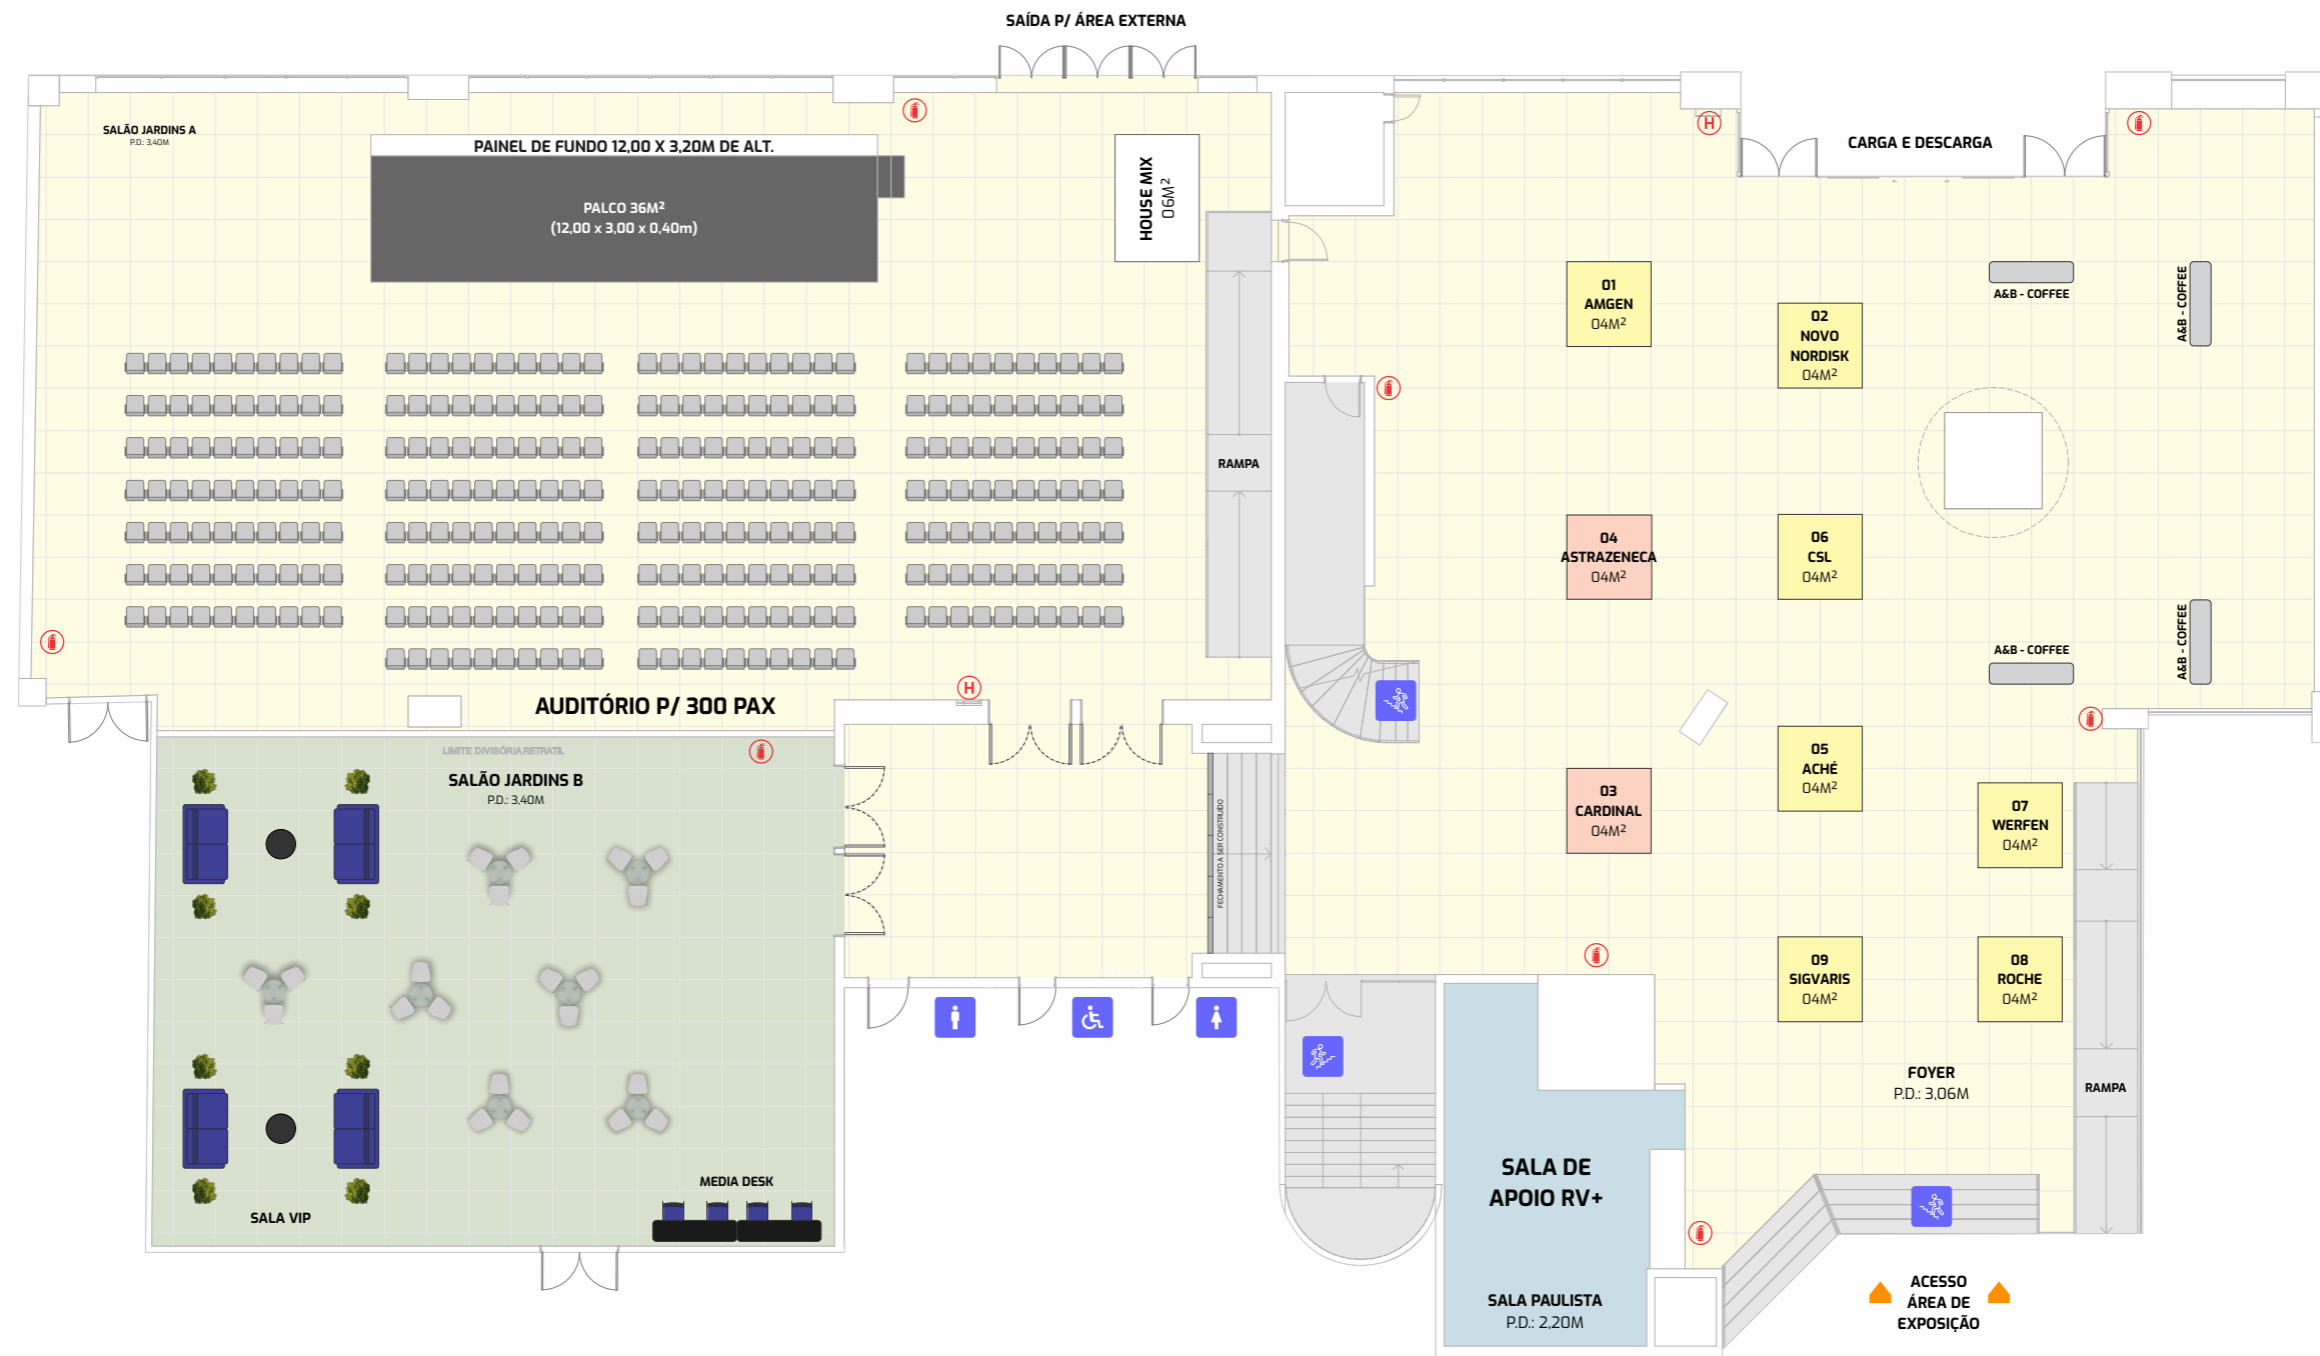 SAÍDA P/ ÁREA EXTERNA
SALÃO JARDINS A
P.D.: 3,40M
PAINEL DE FUNDO 12,00 X 3,20M DE ALT.
PALCO 36M²
(12,00 x 3,00 x 0,40m)
HOUSE MIX
06M²
RAMPA
AUDITÓRIO P/ 300 PAX
H
LIMITE DIVISÓRIA RETRATIL
SALÃO JARDINS B
P.D.: 3,40M
SALA VIP
MEDIA DESK
FECHAMENTO A SER CONSTRUIDO
H
CARGA E DESCARGA
01
AMGEN
04M²
02
NOVO
NORDISK
04M²
A&B - COFFEE
A&B - COFFEE
04
ASTRAZENECA
04M²
06
CSL
04M²
A&B - COFFEE
A&B - COFFEE
03
CARDINAL
04M²
05
ACHÉ
04M²
07
WERFEN
04M²
09
SIGVARIS
04M²
08
ROCHE
04M²
FOYER
P.D.: 3,06M
RAMPA
SALA DE
APOIO RV+
SALA PAULISTA
P.D.: 2,20M
ACESSO
ÁREA DE
EXPOSIÇÃO